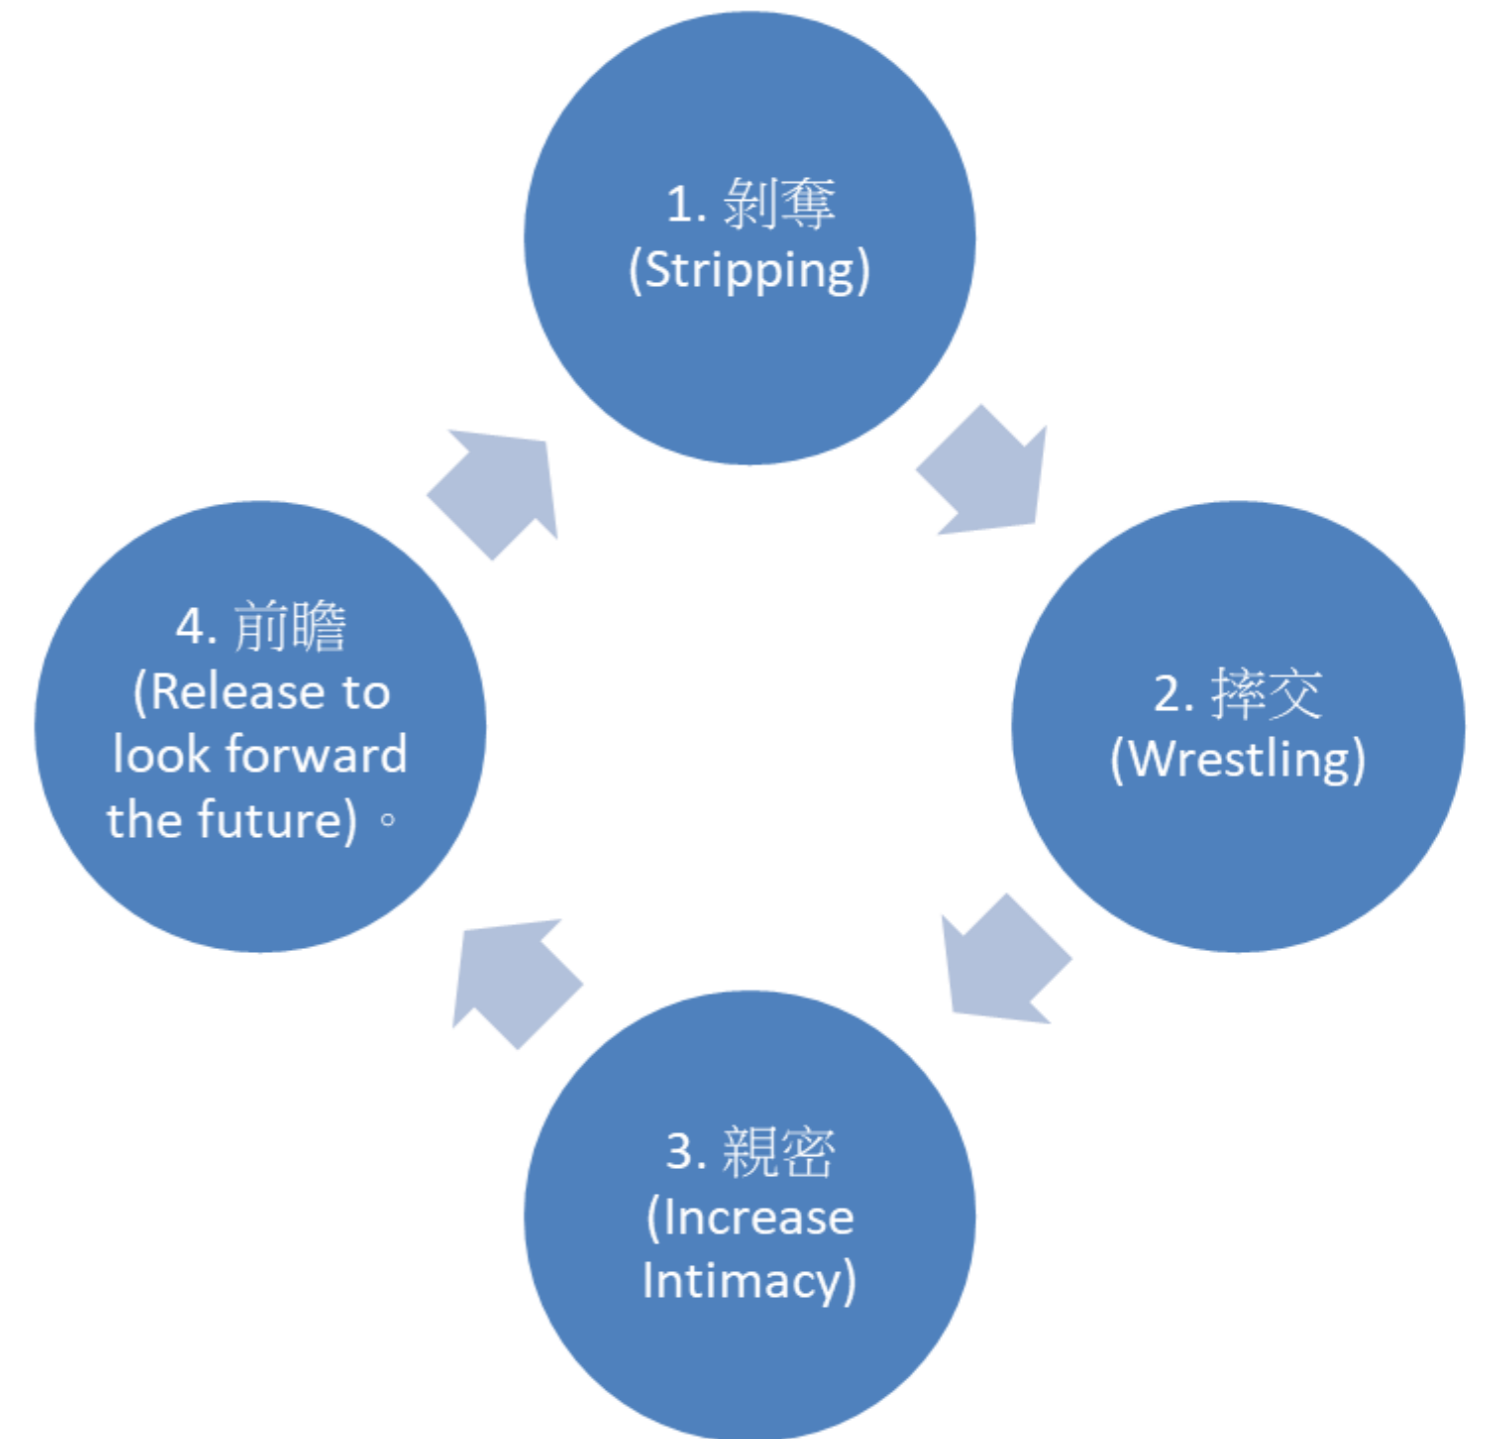 1. 剝奪
(Stripping)
2. 摔交
(Wrestling)
3. 親密
(Increase
Intimacy)
4. 前瞻
(Release to
look forward
the future)。